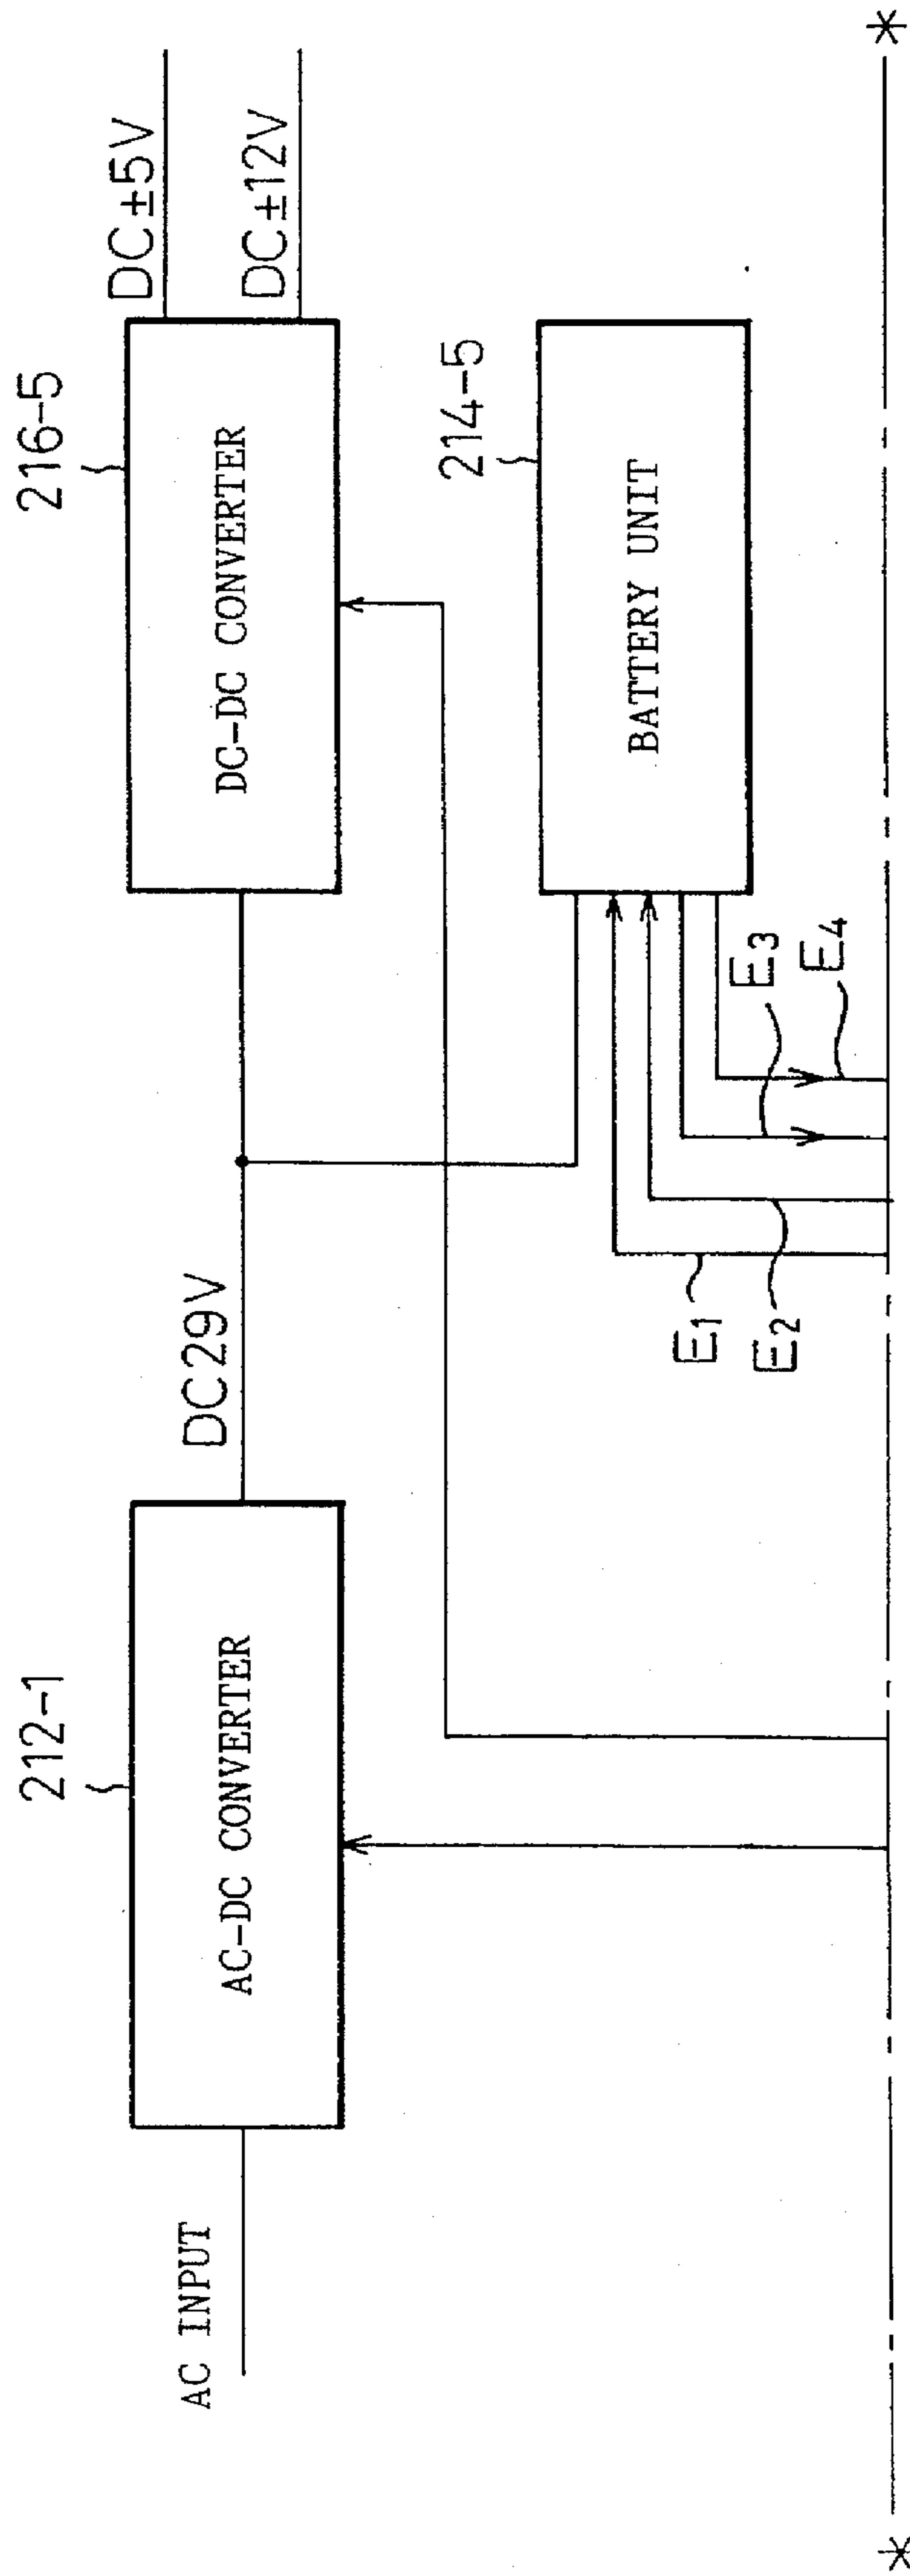 212-1
AC-DC CONVERTER
AC INPUT
DC29V
216-5
DC-DC CONVERTER
DC±5V
DC±12V
214-5
BATTERY UNIT
E1
E2
E3
E4
*
*